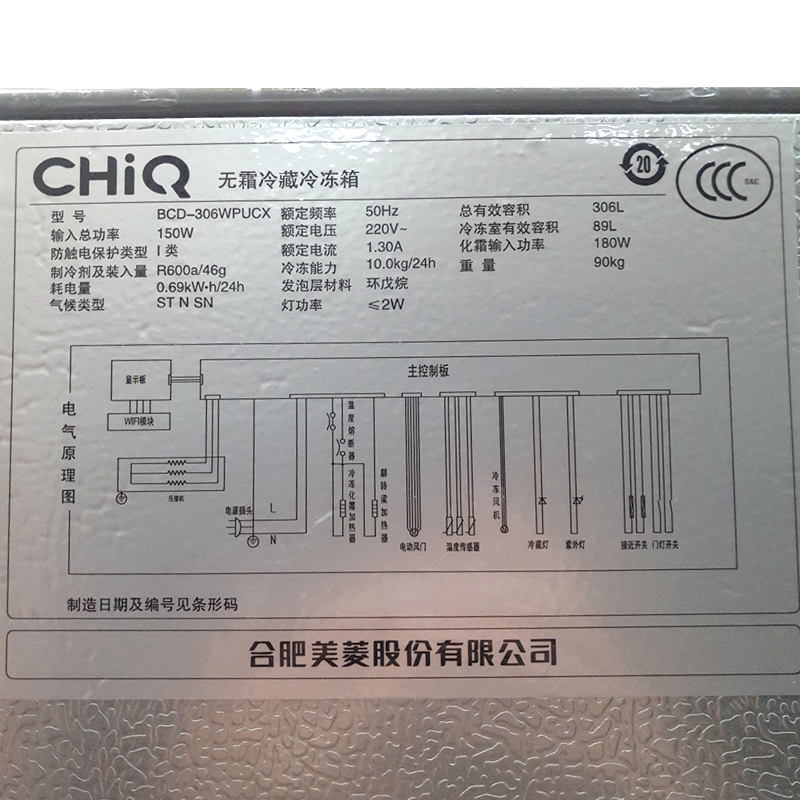 CHiQ 无霜冷藏冷冻箱
20
CCC S&E
型 号 BCD-306WPUCX 额定频率 50Hz 总有效容积 306L
输入总功率 150W 额定电压 220V~ 冷冻室有效容积 89L
防触电保护类型 I 类 额定电流 1.30A 化霜输入功率 180W
制冷剂及装入量 R600a/46g 冷冻能力 10.0kg/24h 重 量 90kg
耗电量 0.69kW·h/24h 发泡层材料 环戊烷
气候类型 ST N SN 灯功率 ≤2W
电气原理图
显示板
主控制板
WIFI模块
压缩机
电源插头
L
N
温度熔断器
冷冻化霜加热器
翻转梁加热器
电动风门
温度传感器
冷冻风机
冷藏灯
紫外灯
接近开关
门灯开关
制造日期及编号见条形码
合肥美菱股份有限公司